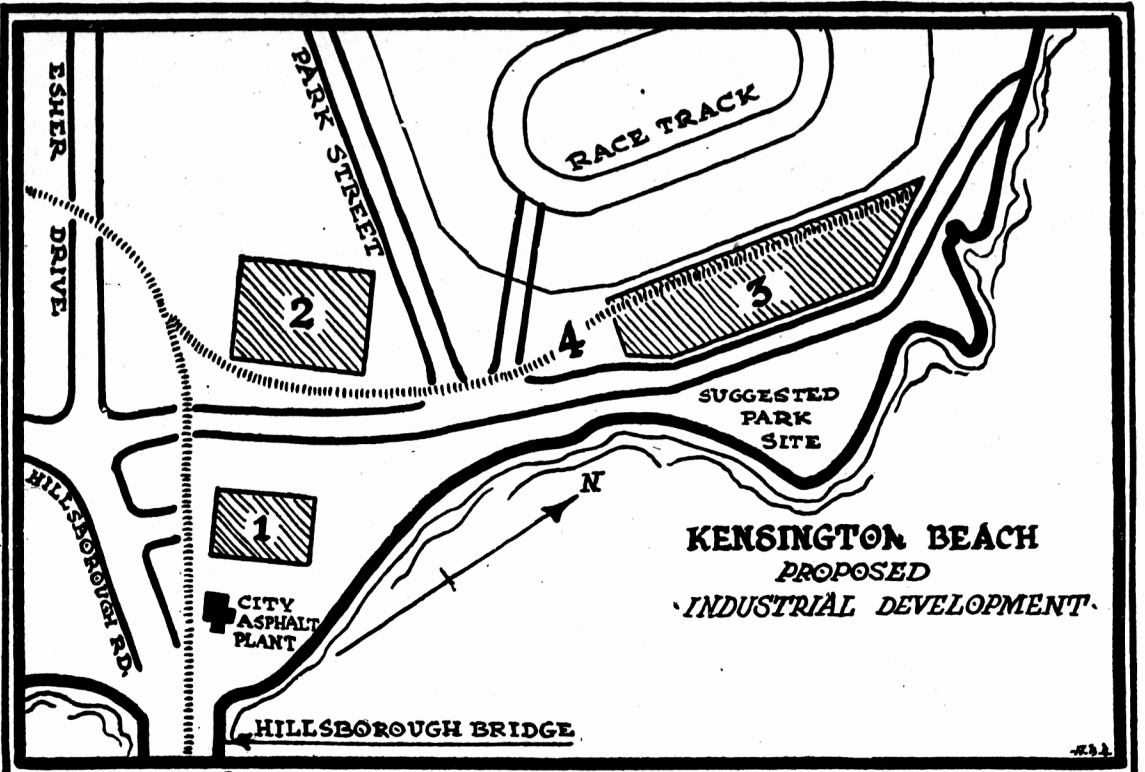 ESHER DRIVE
PARK STREET
RACE TRACK
2
3
4
SUGGESTED
PARK
SITE
HILLSBOROUGH RD.
1
N
KENSINGTON BEACH
PROPOSED
·INDUSTRIAL DEVELOPMENT·
CITY
ASPHALT
PLANT
HILLSBOROUGH BRIDGE